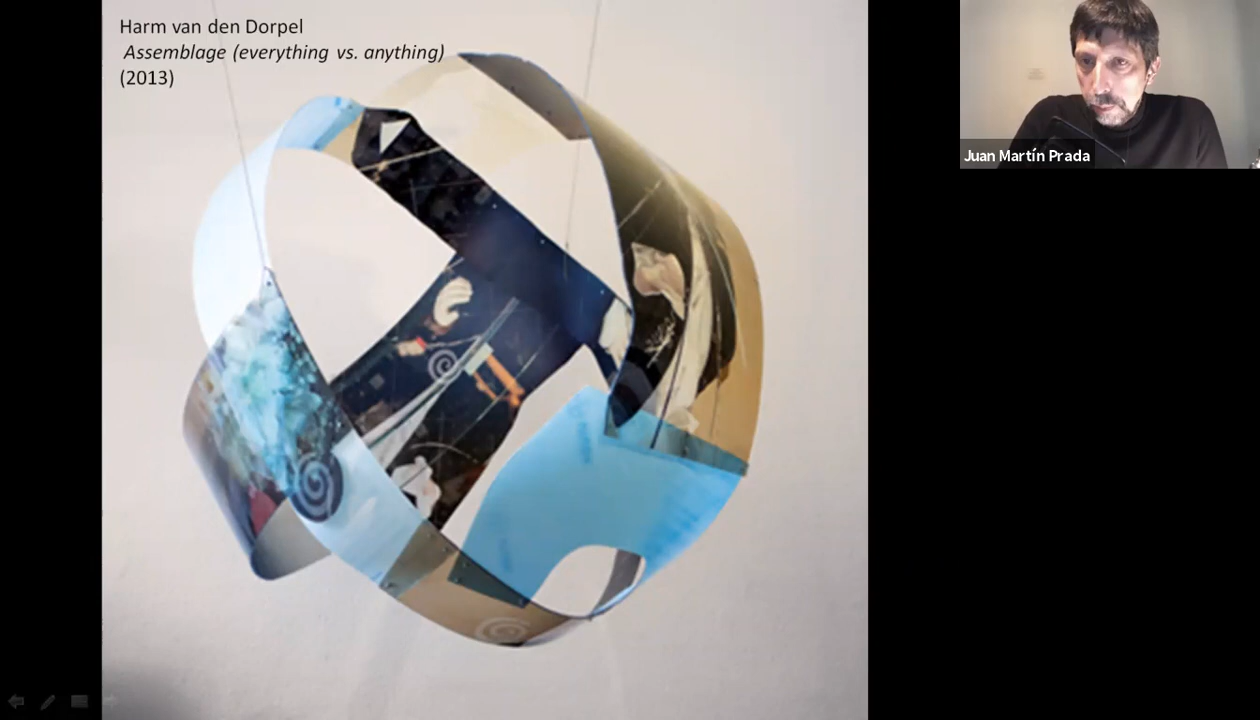 Harm van den Dorpel
Assemblage (everything vs. anything)
(2013)
Juan Martín Prada